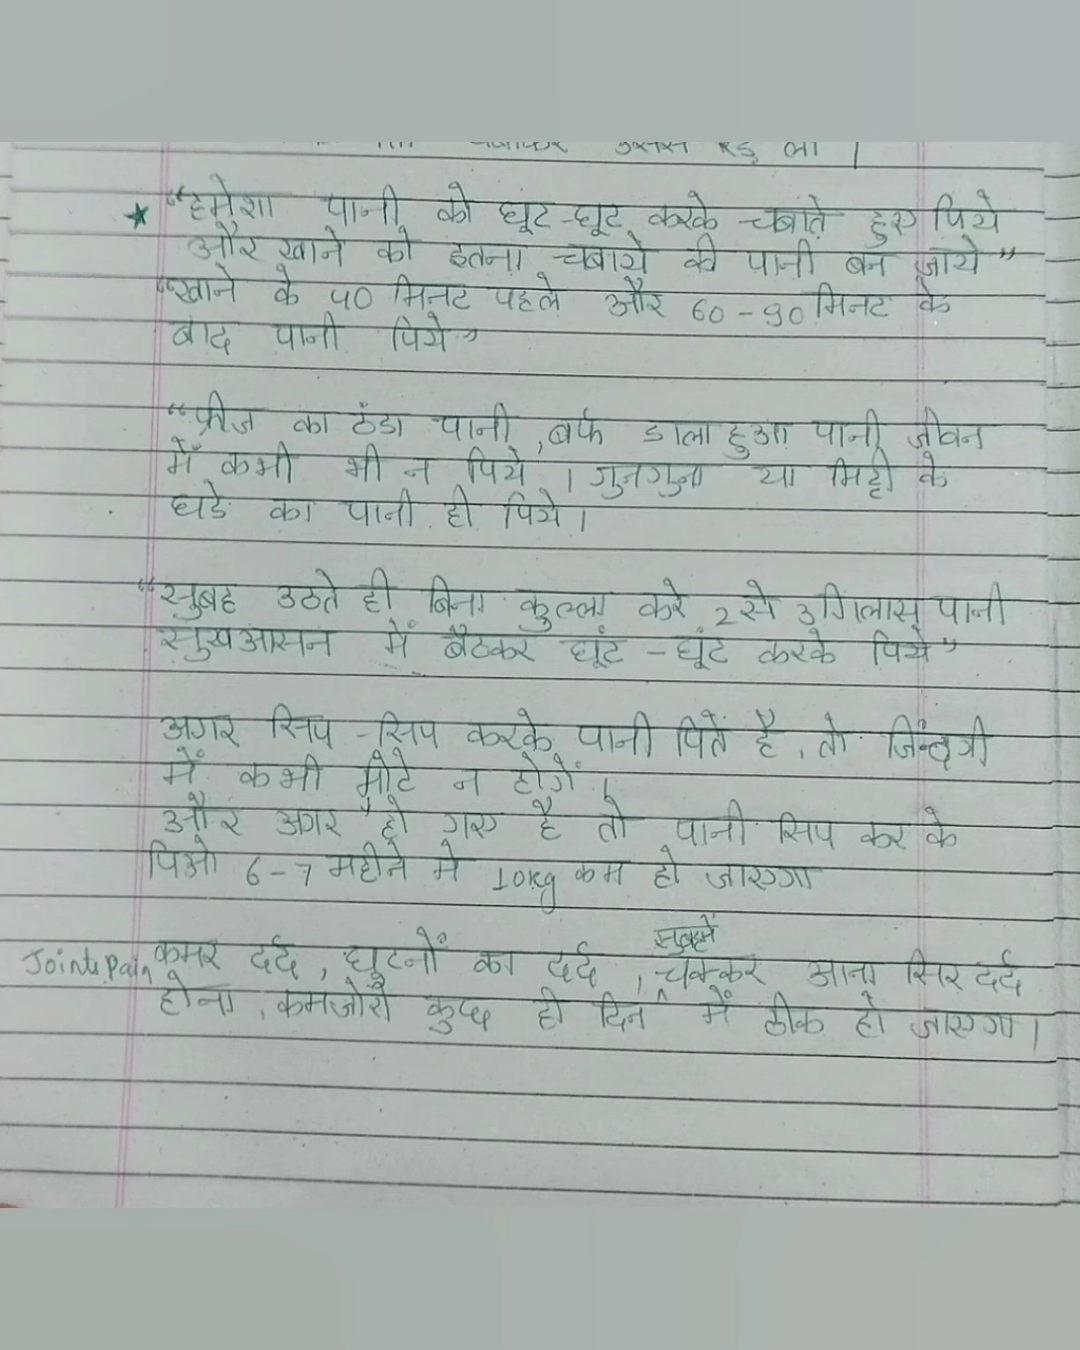 ★ "हमेशा पानी को घूट-घूट करके चबाते हुए पिये
और खाने को इतना चबाये की पानी बन जाये"
"खाने के 40 मिनट पहले और 60-90 मिनट के
बाद पानी पिये"
"फ्रीज का ठंडा पानी, बर्फ डाला हुआ पानी जीवन
में कभी भी न पिये। गुनगुना या मिट्टी के
घडे का पानी ही पिये।
"सुबह उठते ही बिना कुल्ला करे 2 से 3 गिलास पानी
सुखआसन में बैठकर घूंट-घूंट करके पिये"
अगर सिप-सिप करके पानी पितें है, तो जिंन्दगी
में कभी मोटे न होगें।
और अगर हो गए है तो पानी सिप कर के
पिओ 6-7 महीने मे 10kg कम हो जाएगा
Joints Pain, कमर दर्द, घुटनों का दर्द, चक्कर आना सिर दर्द
होना, कमजोरी कुछ ही दिन में ठीक हो जाएगा।